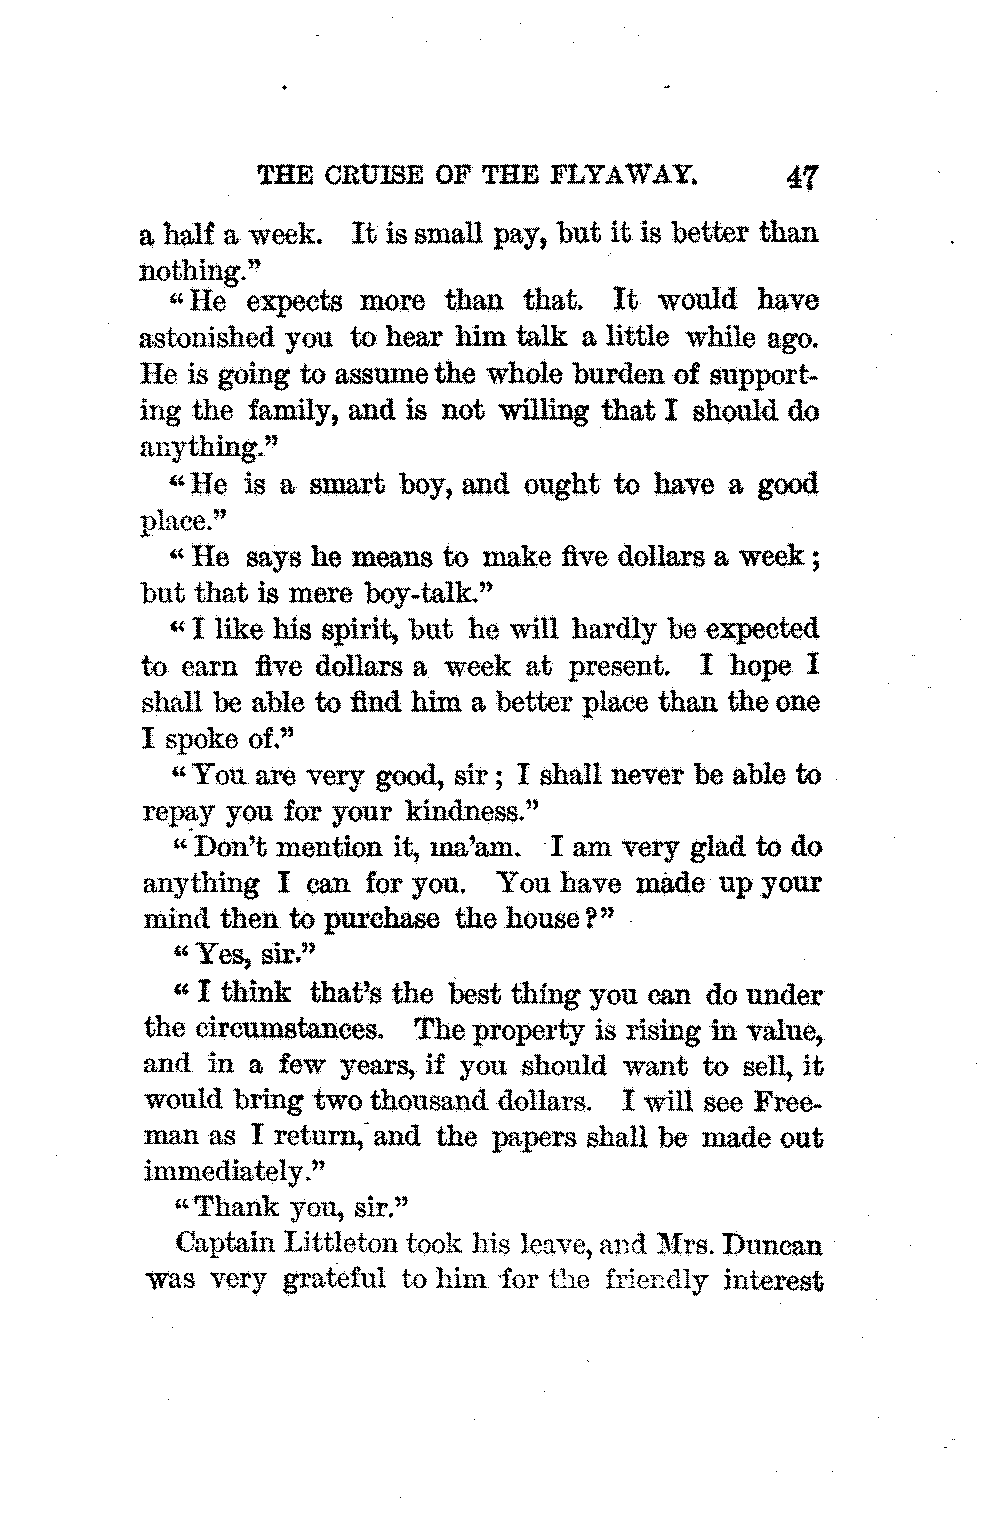 THE CRUISE OF THE FLYAWAY. 47
a half a week. It is small pay, but it is better than
nothing."
"He expects more than that. It would have
astonished you to hear him talk a little while ago.
He is going to assume the whole burden of support-
ing the family, and is not willing that I should do
anything."
"He is a smart boy, and ought to have a good
place."
"He says he means to make five dollars a week;
but that is mere boy-talk."
"I like his spirit, but he will hardly be expected
to earn five dollars a week at present. I hope I
shall be able to find him a better place than the one
I spoke of."
"You are very good, sir; I shall never be able to
repay you for your kindness."
"Don't mention it, ma'am. I am very glad to do
anything I can for you. You have made up your
mind then to purchase the house?"
"Yes, sir."
"I think that's the best thing you can do under
the circumstances. The property is rising in value,
and in a few years, if you should want to sell, it
would bring two thousand dollars. I will see Free-
man as I return, and the papers shall be made out
immediately."
"Thank you, sir."
Captain Littleton took his leave, and Mrs. Duncan
was very grateful to him for the friendly interest